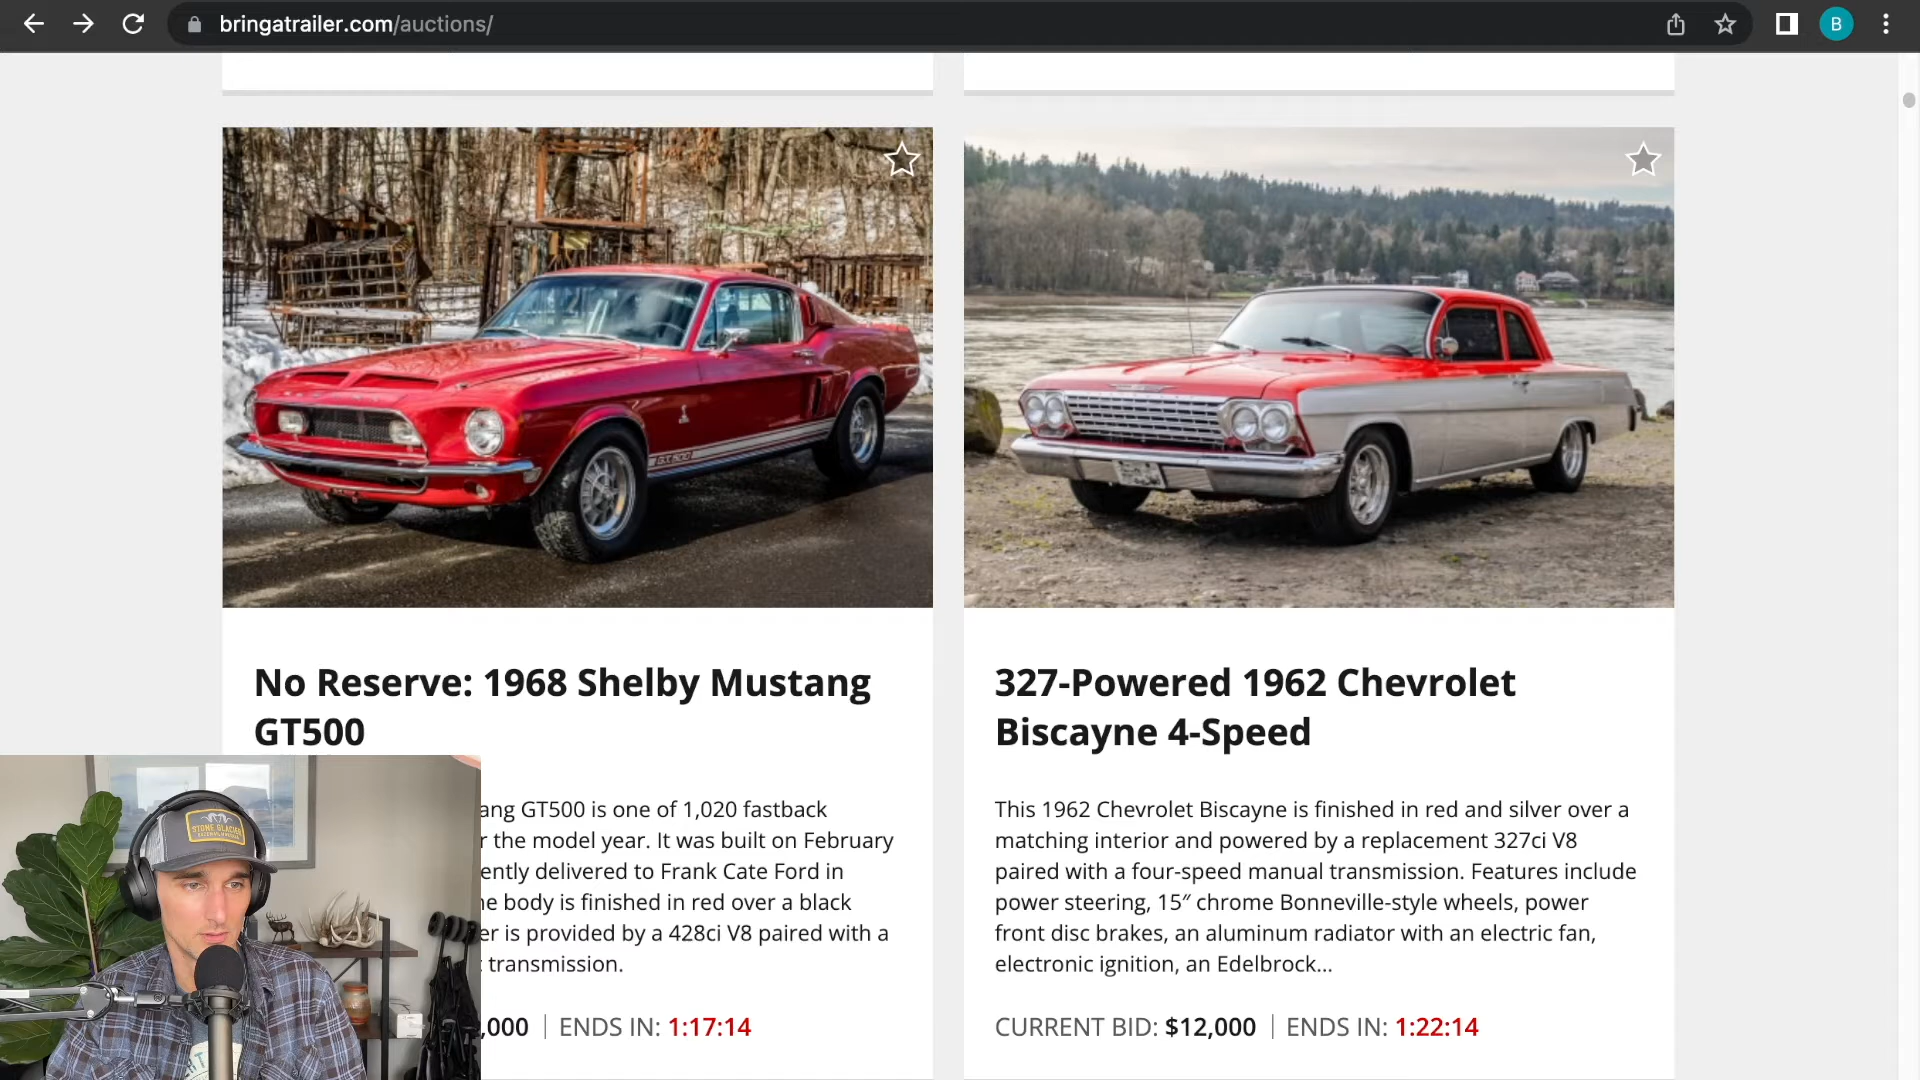 bringatrailer.com/auctions/
B
No Reserve: 1968 Shelby Mustang
GT500
ang GT500 is one of 1,020 fastback
r the model year. It was built on February
ently delivered to Frank Cate Ford in
e body is finished in red over a black
er is provided by a 428ci V8 paired with a
transmission.
,000 | ENDS IN: 1:17:14
327-Powered 1962 Chevrolet
Biscayne 4-Speed
This 1962 Chevrolet Biscayne is finished in red and silver over a
matching interior and powered by a replacement 327ci V8
paired with a four-speed manual transmission. Features include
power steering, 15″ chrome Bonneville-style wheels, power
front disc brakes, an aluminum radiator with an electric fan,
electronic ignition, an Edelbrock...
CURRENT BID: $12,000 | ENDS IN: 1:22:14
STONE GLACIER